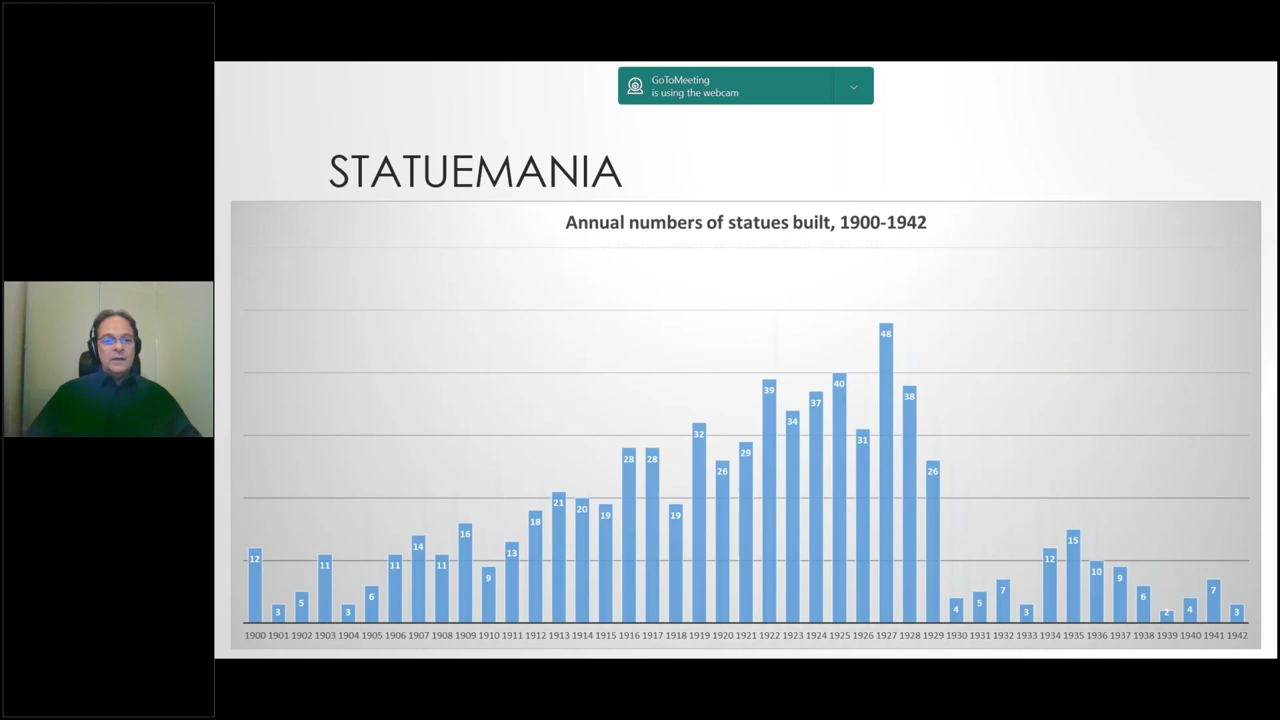 GoToMeeting
is using the webcam
STATUEMANIA
Annual numbers of statues built, 1900-1942
12 3 5 11 3 6 11 14 11 16 9 13 18 21 20 19 28 28 19 32 26 29 39 34 37 40 31 48 38 26 4 5 7 3 12 15 10 9 6 2 4 7 3
1900 1901 1902 1903 1904 1905 1906 1907 1908 1909 1910 1911 1912 1913 1914 1915 1916 1917 1918 1919 1920 1921 1922 1923 1924 1925 1926 1927 1928 1929 1930 1931 1932 1933 1934 1935 1936 1937 1938 1939 1940 1941 1942